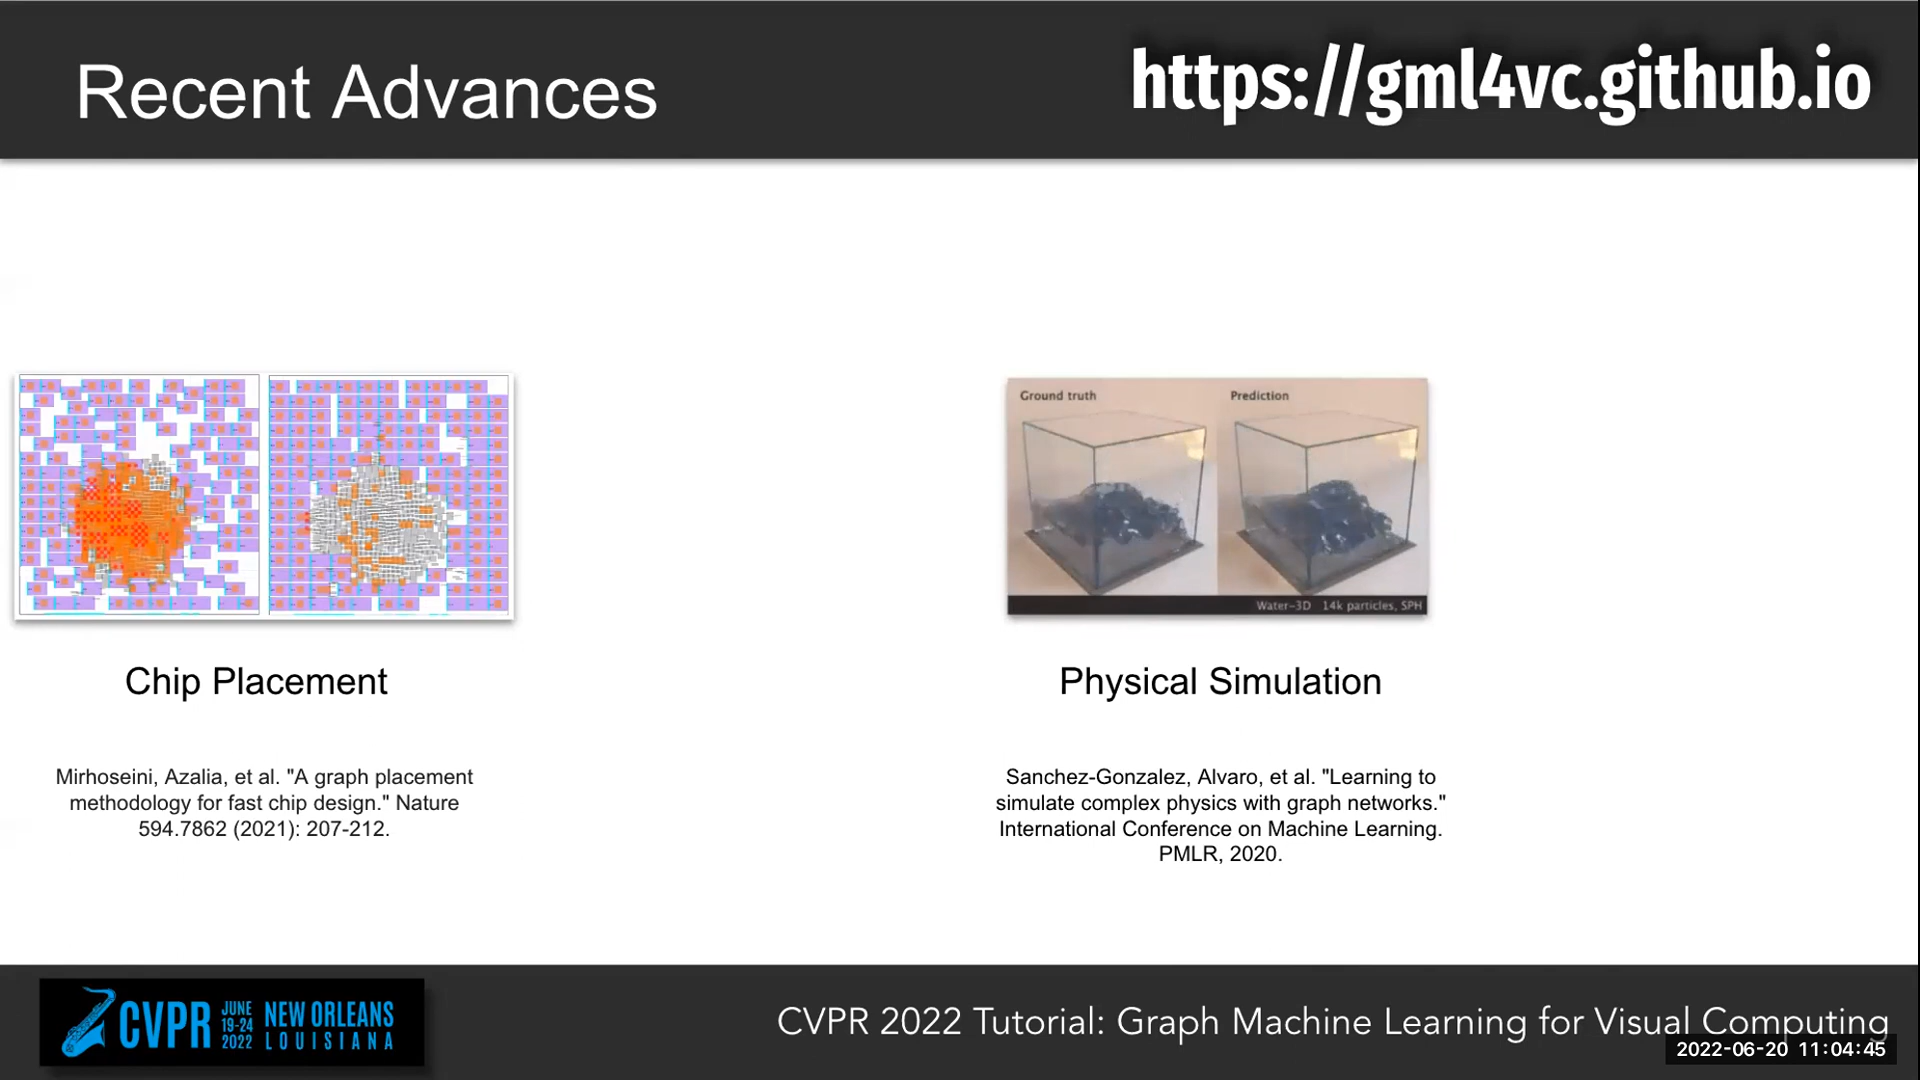 Recent Advances
https://gml4vc.github.io
Ground truth
Prediction
Water-3D 14k particles, SPH
Chip Placement
Physical Simulation
Mirhoseini, Azalia, et al. "A graph placement
methodology for fast chip design." Nature
594.7862 (2021): 207-212.
Sanchez-Gonzalez, Alvaro, et al. "Learning to
simulate complex physics with graph networks."
International Conference on Machine Learning.
PMLR, 2020.
CVPR
JUNE
19-24
2022
NEW ORLEANS
LOUISIANA
CVPR 2022 Tutorial: Graph Machine Learning for Visual Computing
2022-06-20 11:04:45